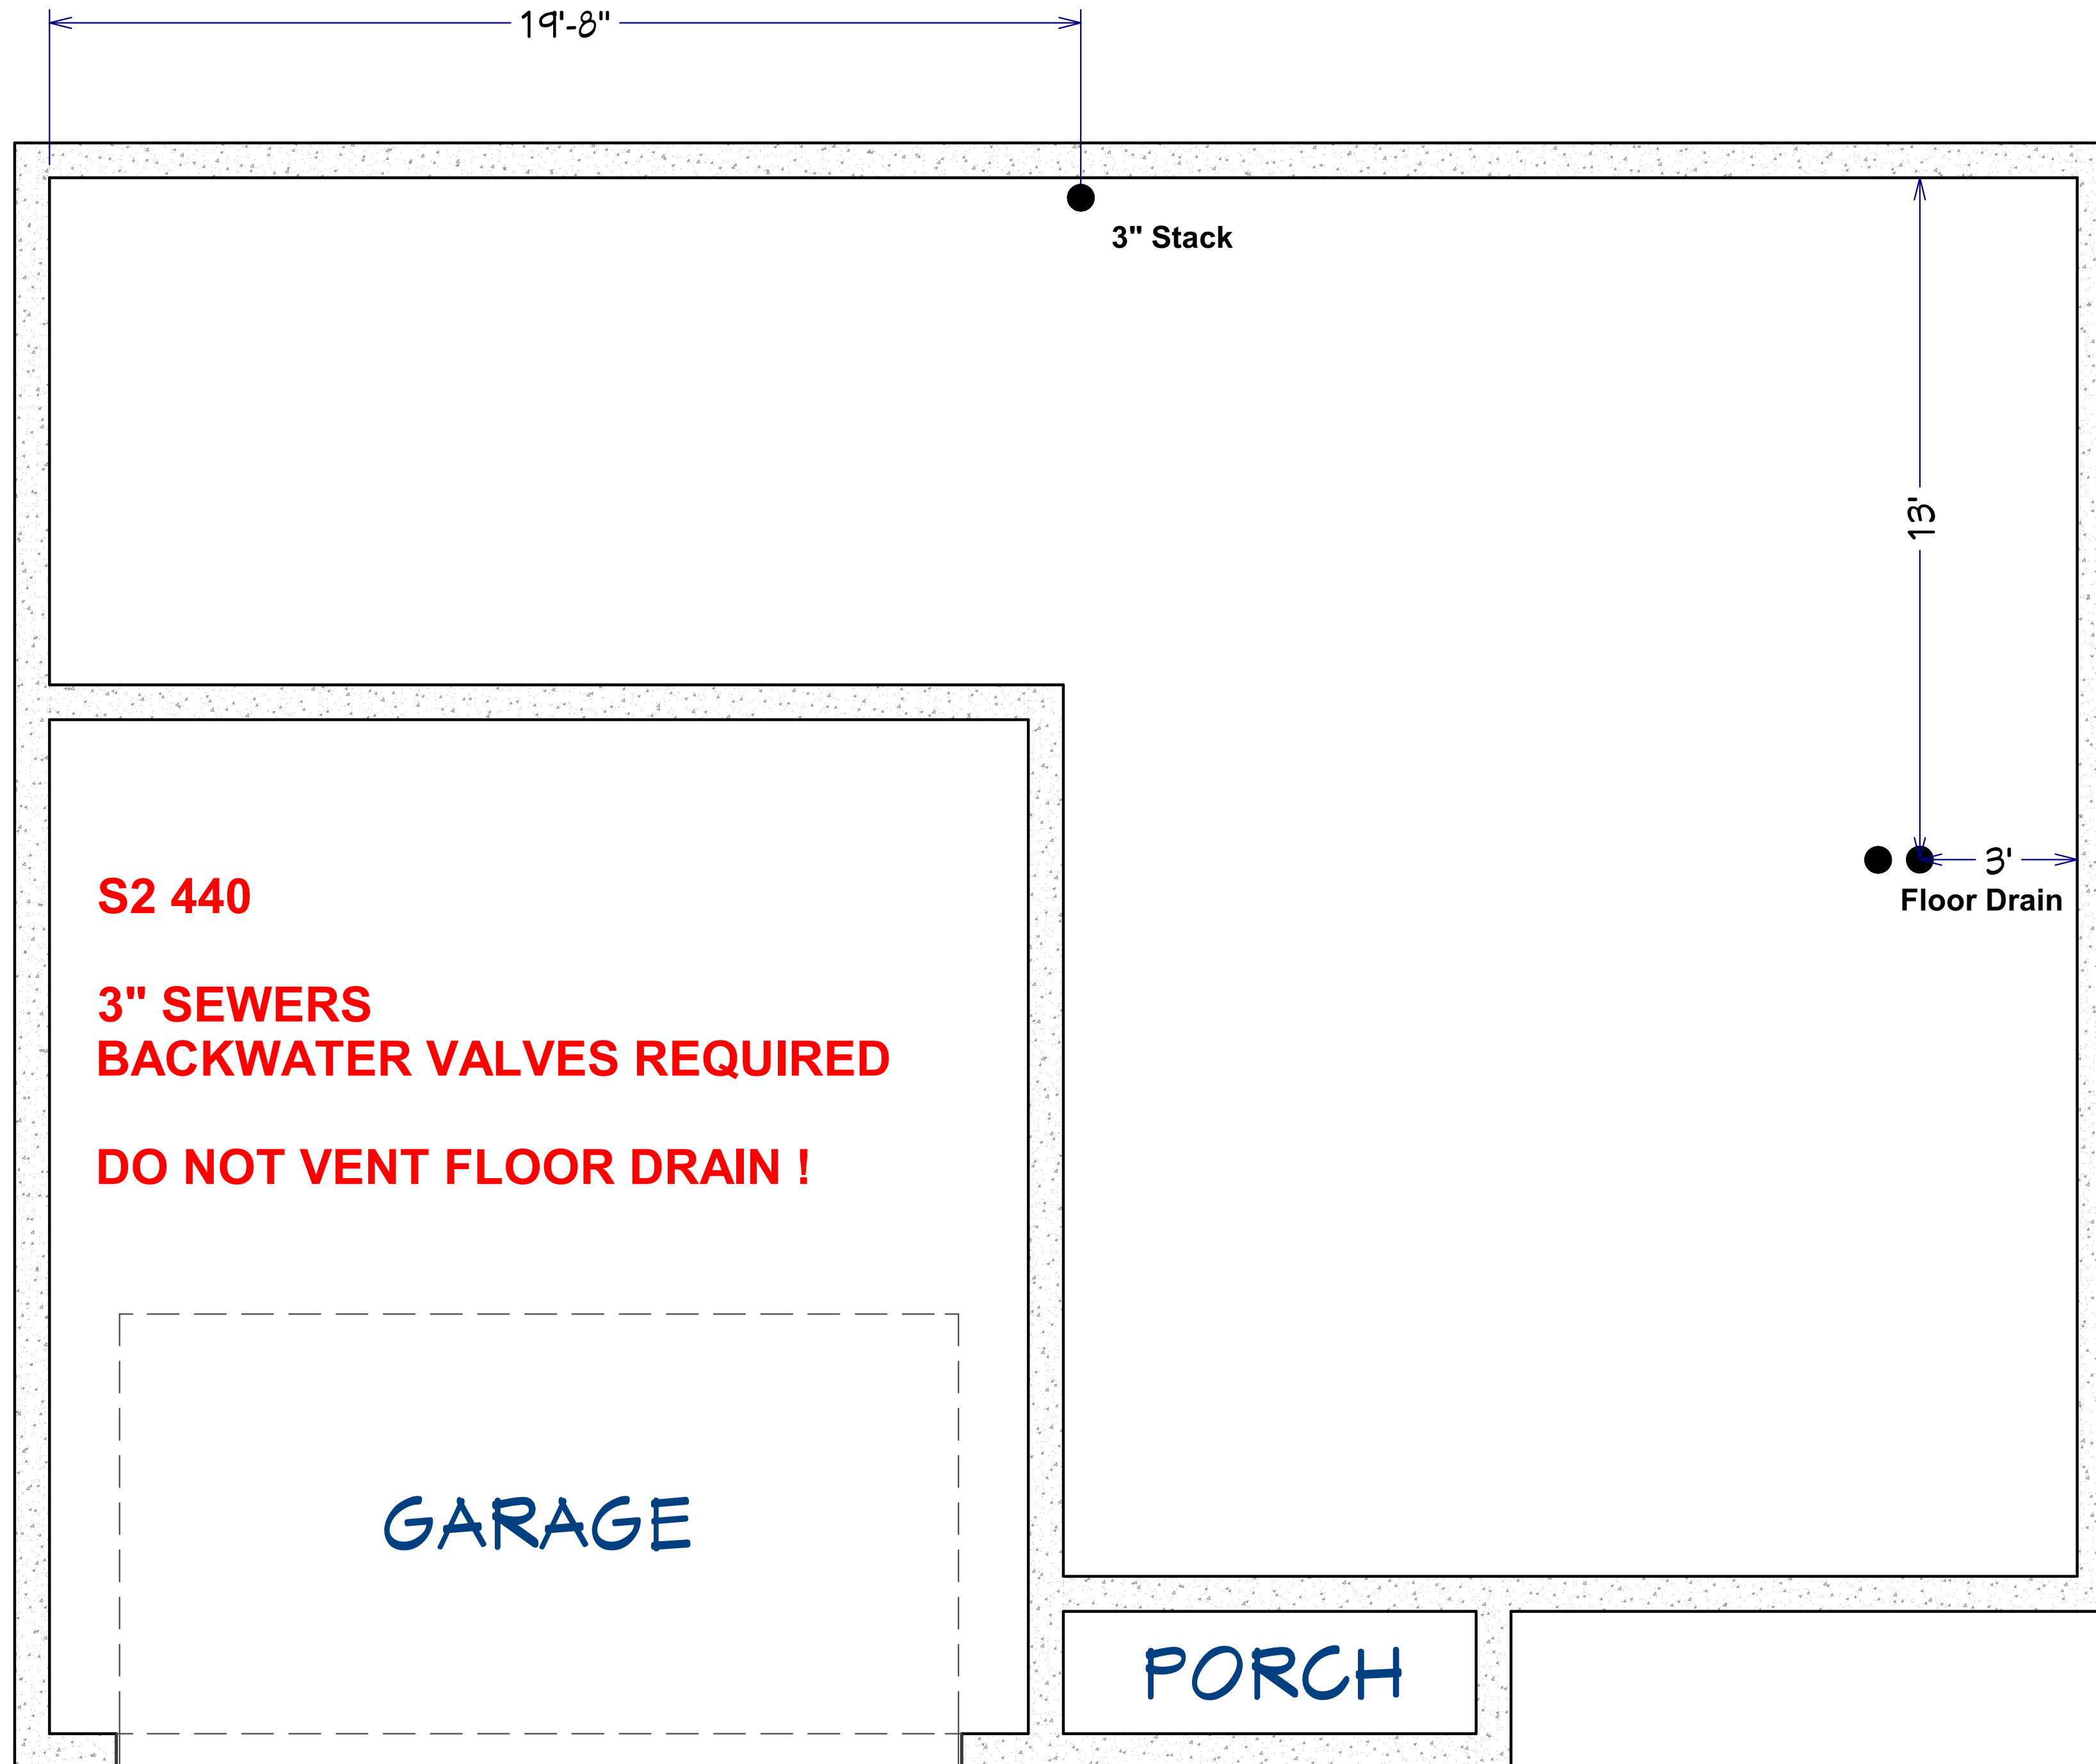 19'-8"
3" Stack
13'
3'
Floor Drain
S2 440
3" SEWERS
BACKWATER VALVES REQUIRED
DO NOT VENT FLOOR DRAIN !
GARAGE
PORCH